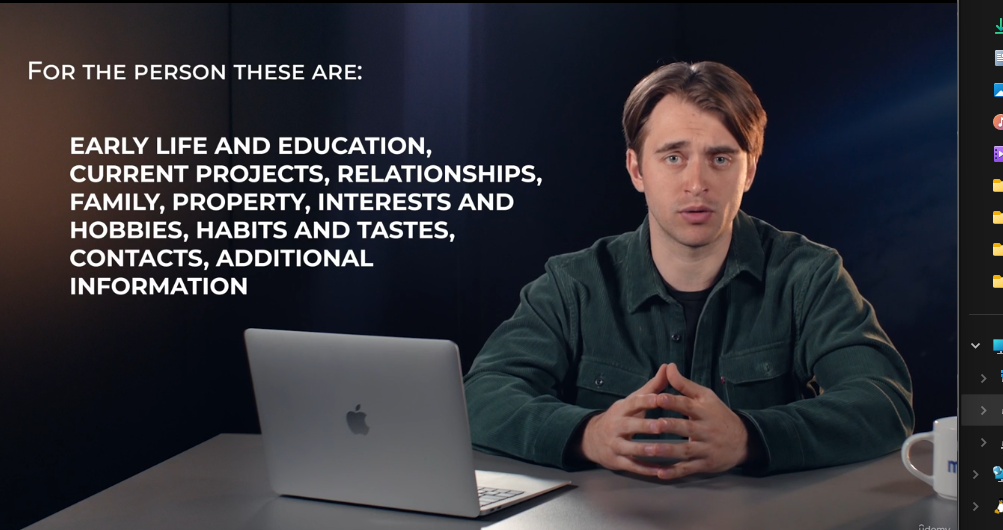 For the person these are:
EARLY LIFE AND EDUCATION,
CURRENT PROJECTS, RELATIONSHIPS,
FAMILY, PROPERTY, INTERESTS AND
HOBBIES, HABITS AND TASTES,
CONTACTS, ADDITIONAL
INFORMATION
m
ûdemy